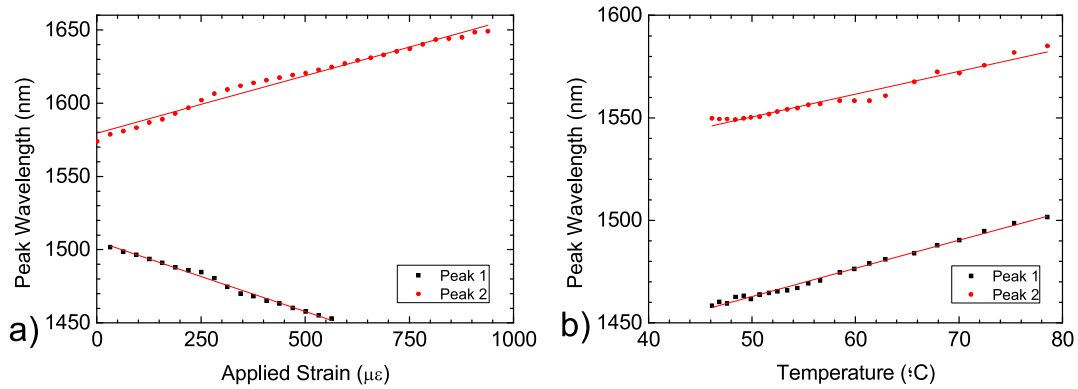 1650
1600
1550
1500
1450
Peak Wavelength (nm)
0
250
500
750
1000
Applied Strain (με)
Peak 1
Peak 2
a)
1600
1550
1500
1450
Peak Wavelength (nm)
40
50
60
70
80
Temperature (°C)
Peak 1
Peak 2
b)